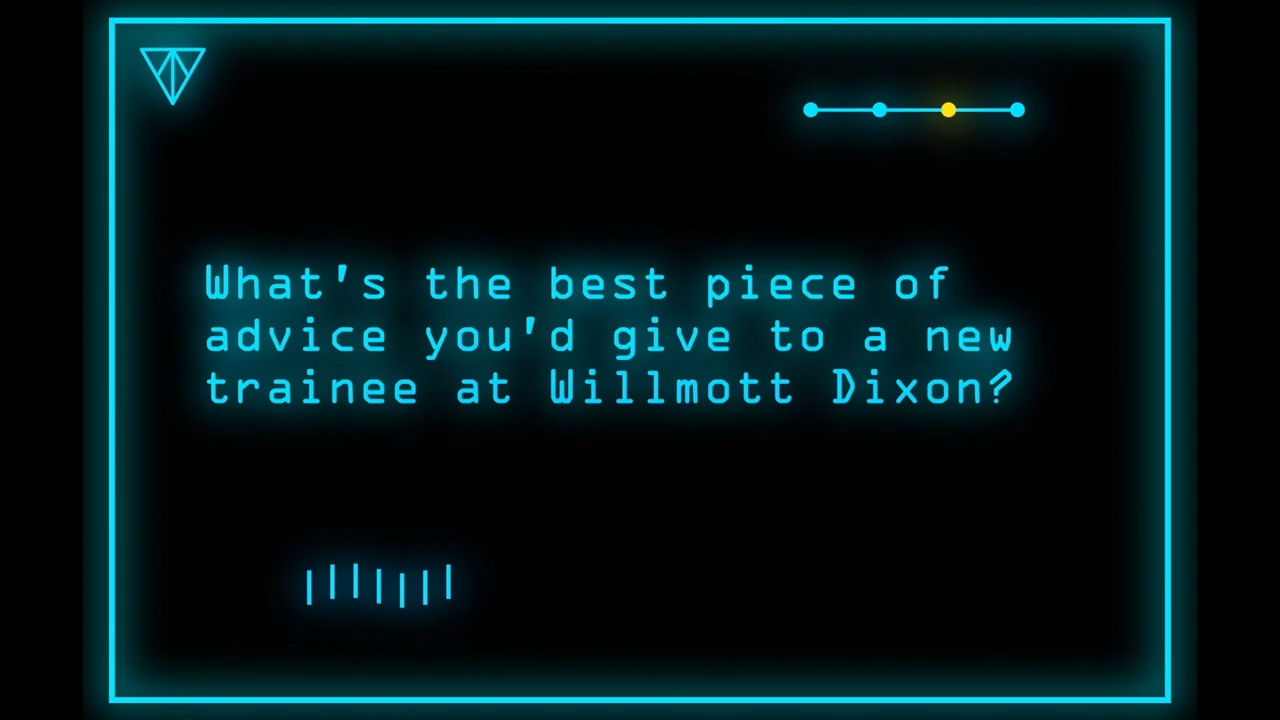 What's the best piece of
advice you'd give to a new
trainee at Willmott Dixon?